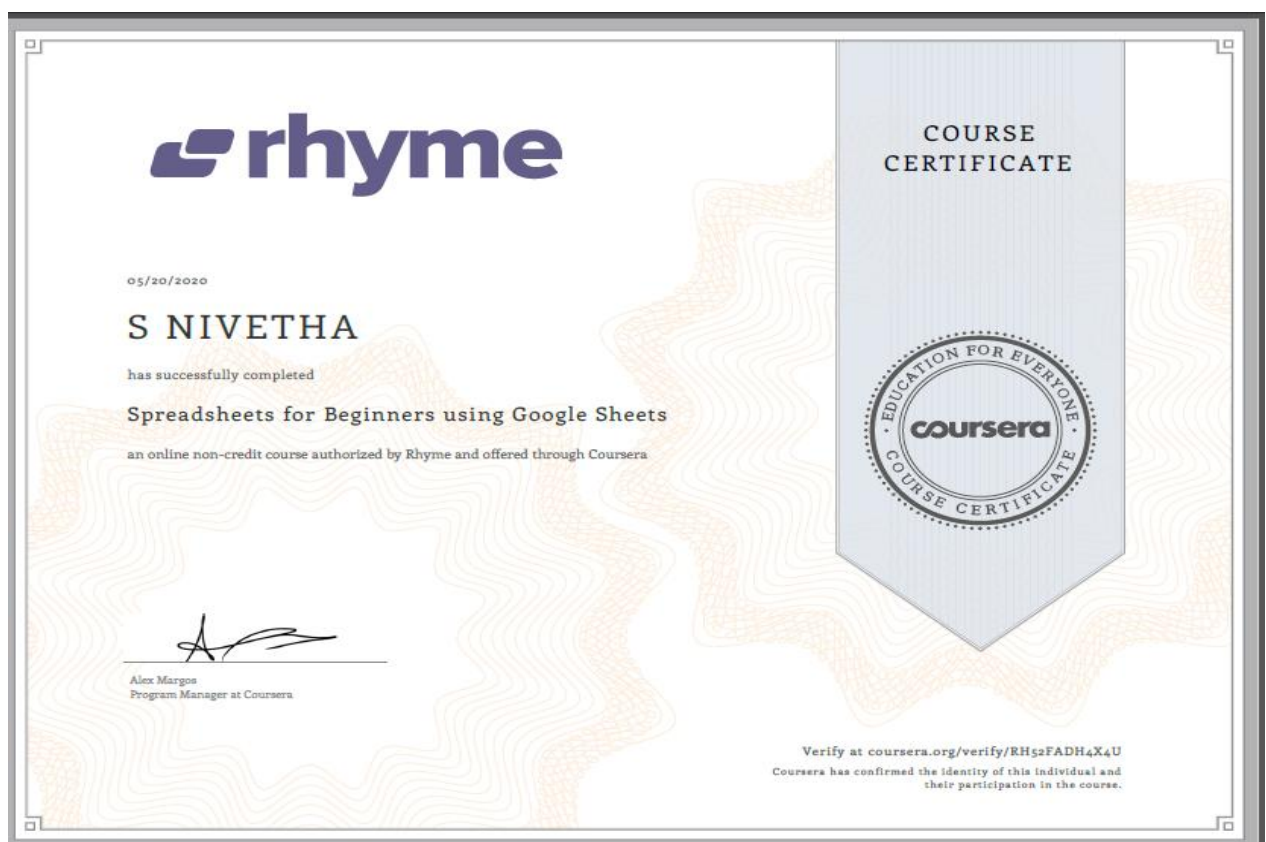 rhyme
05/20/2020
S NIVETHA
has successfully completed
Spreadsheets for Beginners using Google Sheets
an online non-credit course authorized by Rhyme and offered through Coursera
Alex Margos
Program Manager at Coursera
COURSE
CERTIFICATE
EDUCATION FOR EVERYONE
coursera
COURSE CERTIFICATE
Verify at coursera.org/verify/RH52FADH4X4U
Coursera has confirmed the identity of this individual and
their participation in the course.